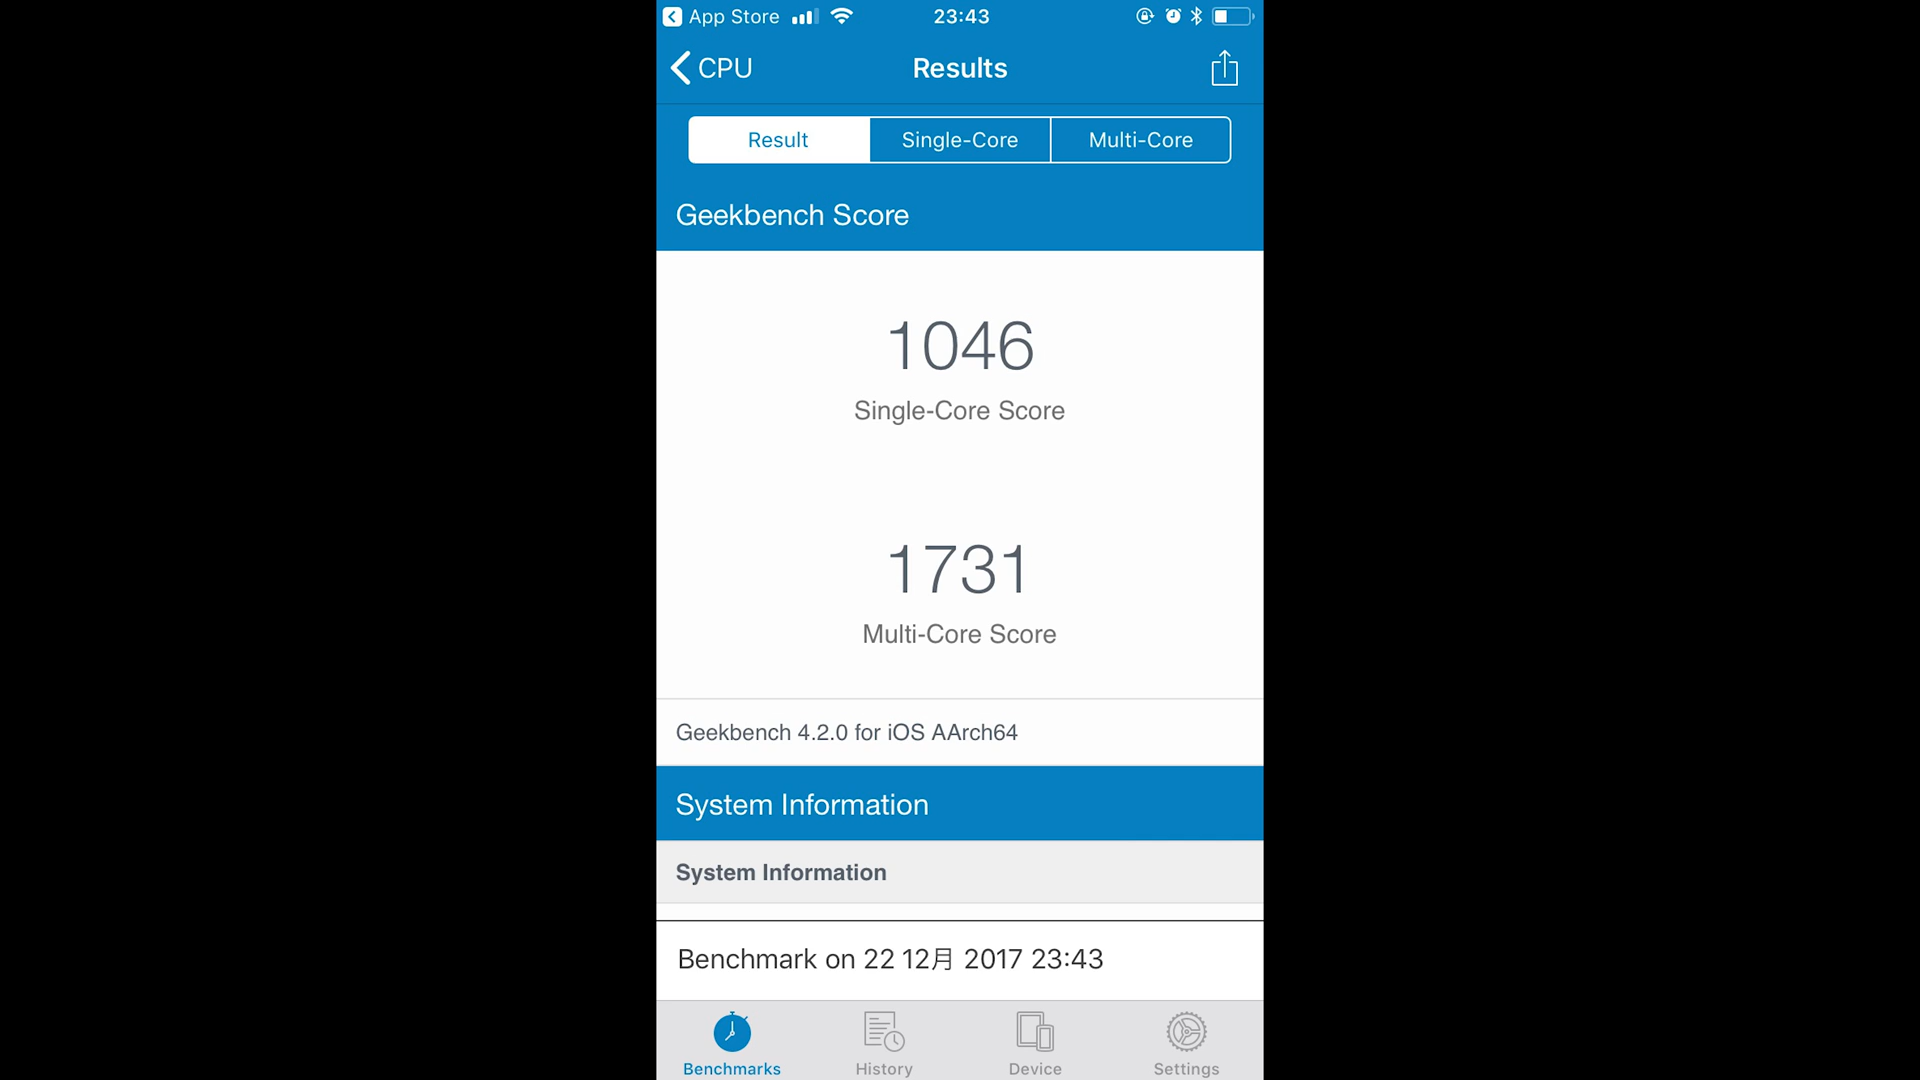 App Store 23:43
CPU Results
Result Single-Core Multi-Core
Geekbench Score
1046
Single-Core Score
1731
Multi-Core Score
Geekbench 4.2.0 for iOS AArch64
System Information
System Information
Benchmark on 22 12月 2017 23:43
Benchmarks History Device Settings